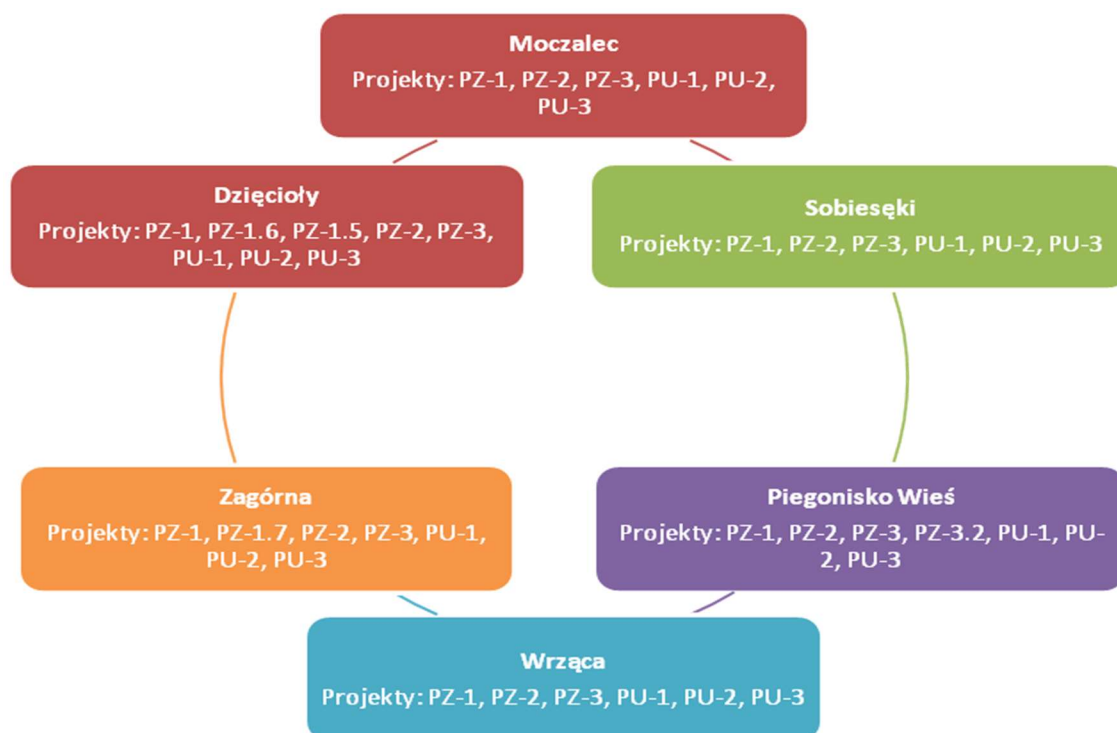 Moczalec
Projekty: PZ-1, PZ-2, PZ-3, PU-1, PU-2,
PU-3
Dzięcioły
Projekty: PZ-1, PZ-1.6, PZ-1.5, PZ-2, PZ-3,
PU-1, PU-2, PU-3
Sobiesęki
Projekty: PZ-1, PZ-2, PZ-3, PU-1, PU-2, PU-3
Zagórna
Projekty: PZ-1, PZ-1.7, PZ-2, PZ-3, PU-1,
PU-2, PU-3
Piegonisko Wieś
Projekty: PZ-1, PZ-2, PZ-3, PZ-3.2, PU-1, PU-
2, PU-3
Wrząca
Projekty: PZ-1, PZ-2, PZ-3, PU-1, PU-2, PU-3